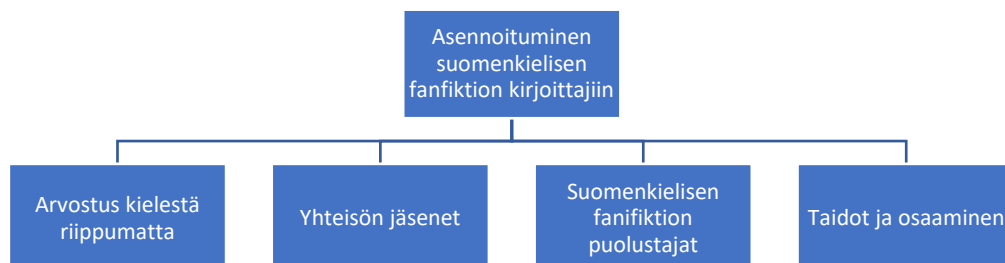 Asennoituminen
suomenkielisen
fanfiktion kirjoittajiin
Arvostus kielestä
riippumatta
Yhteisön jäsenet
Suomenkielisen
fanifiktion
puolustajat
Taidot ja osaaminen